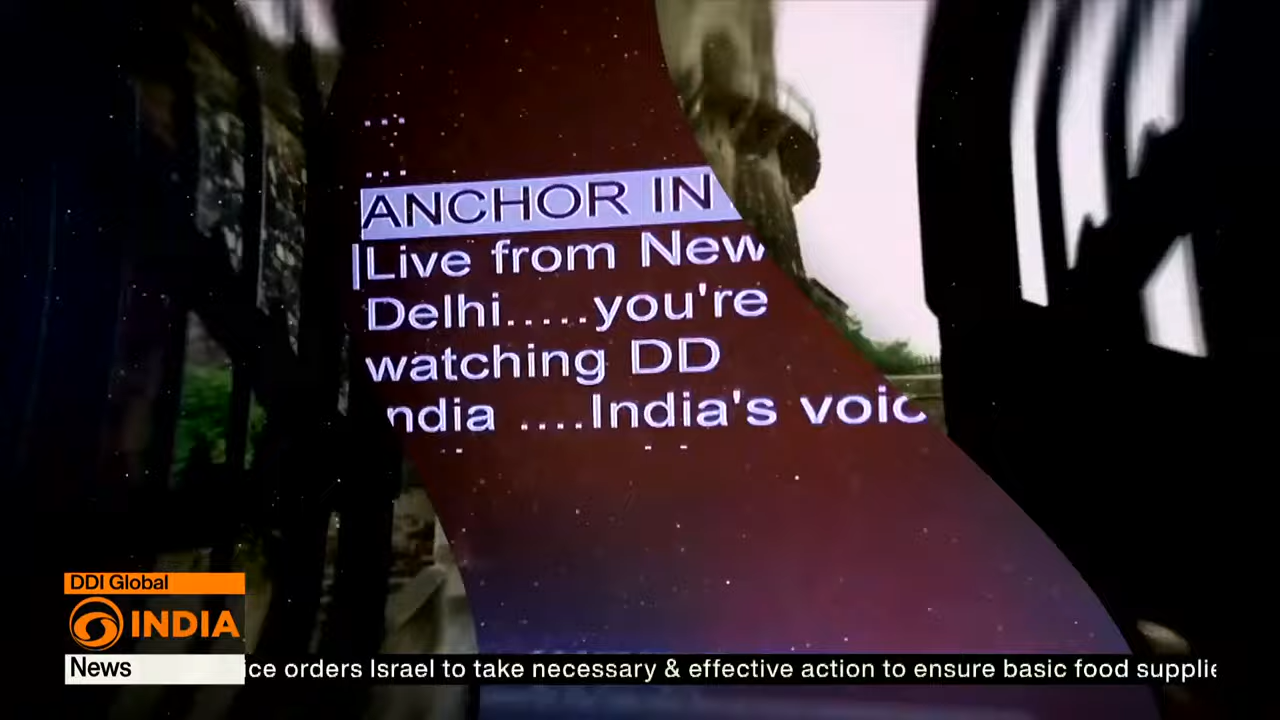 ANCHOR IN
Live from New
Delhi.....you're
watching DD
ndia ....India's voic
DDI Global
INDIA
News
ice orders Israel to take necessary & effective action to ensure basic food supplie